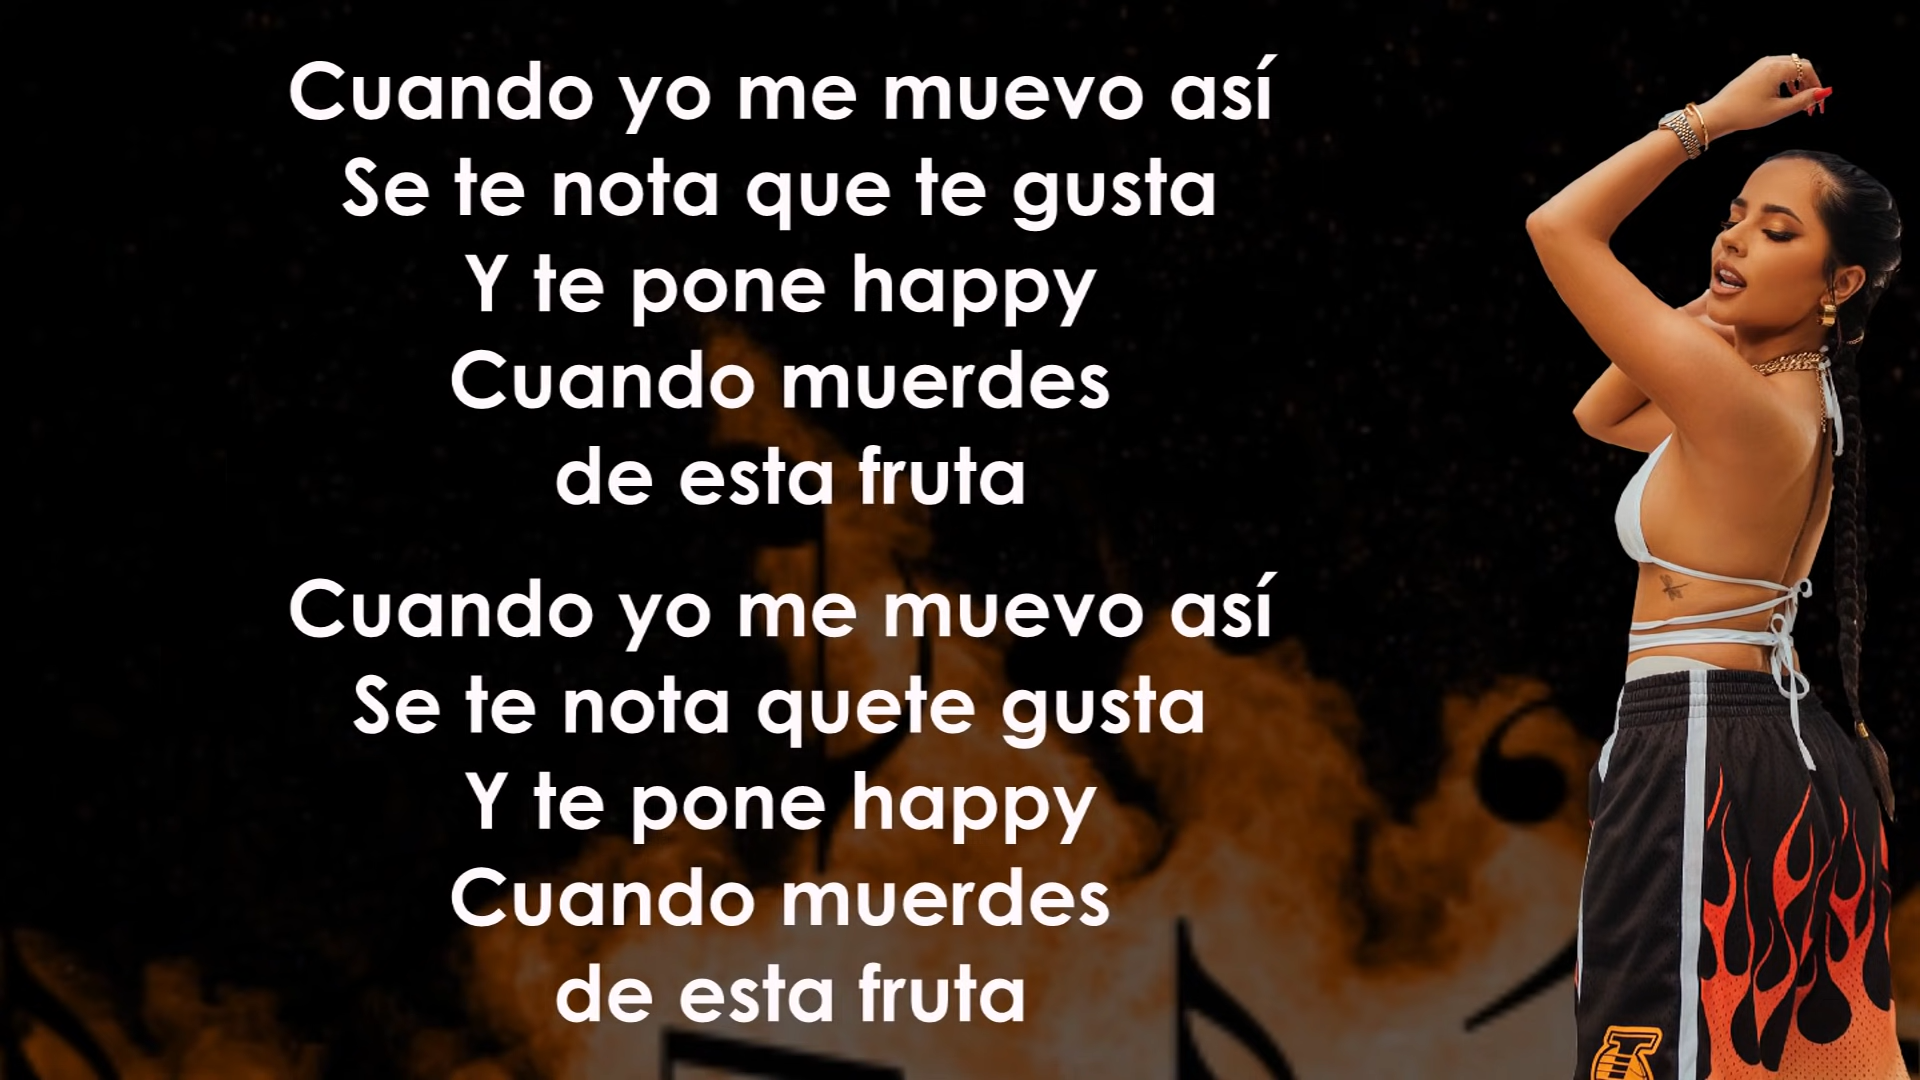 Cuando yo me muevo así
Se te nota que te gusta
Y te pone happy
Cuando muerdes
de esta fruta
Cuando yo me muevo así
Se te nota quete gusta
Y te pone happy
Cuando muerdes
de esta fruta